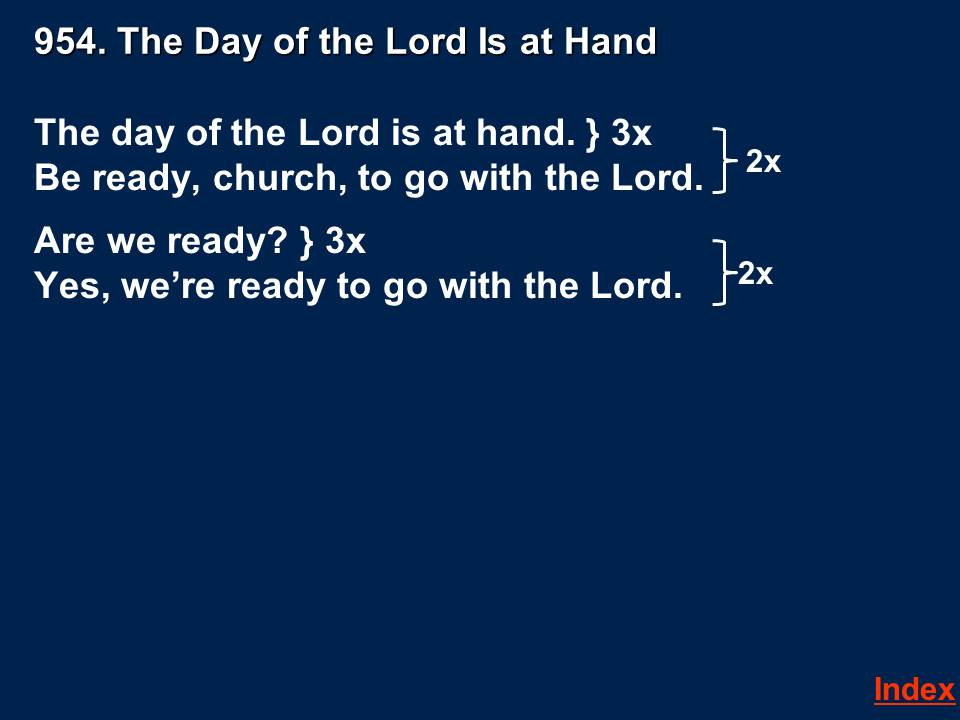 954. The Day of the Lord Is at Hand
The day of the Lord is at hand. } 3x
Be ready, church, to go with the Lord.
2x
Are we ready? } 3x
Yes, we’re ready to go with the Lord.
2x
Index